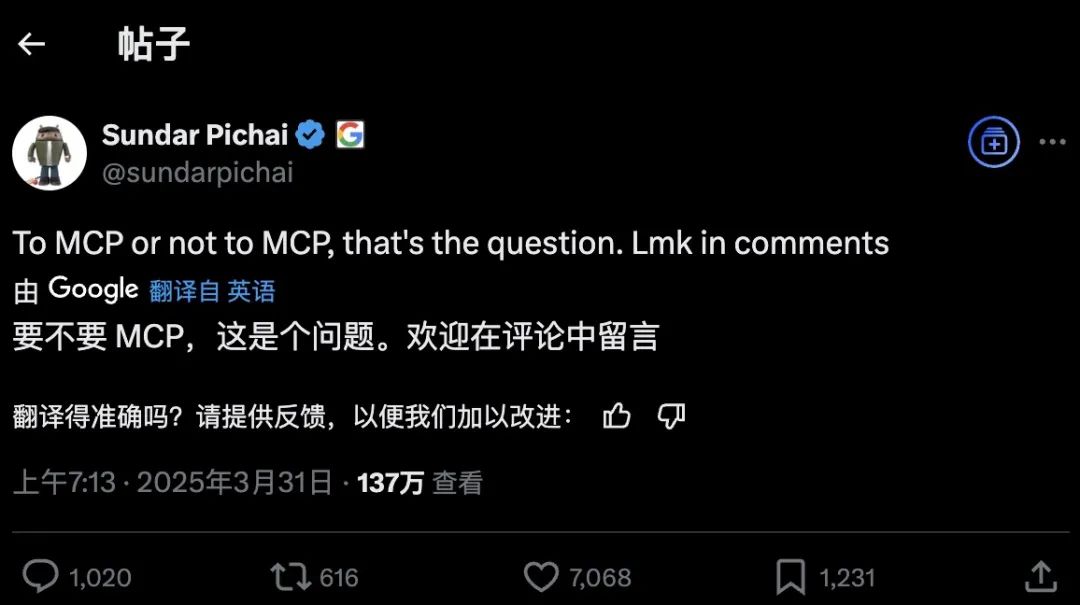 帖子
Sundar Pichai
@sundarpichai
To MCP or not to MCP, that's the question. Lmk in comments
由 Google 翻译自 英语
要不要 MCP，这是个问题。欢迎在评论中留言
翻译得准确吗？请提供反馈，以便我们加以改进：
上午7:13 · 2025年3月31日 · 137万 查看
1,020 616 7,068 1,231